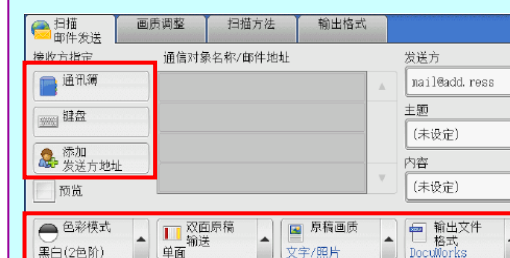 扫描
邮件发送
画质调整
扫描方法
输出格式
接收方指定
通信对象名称/邮件地址
发送方
通讯簿
mail@add.ress
键盘
主题
(未设定)
添加
发送方地址
内容
预览
(未设定)
色彩模式
黑白(2色阶)
双面原稿
输送
单面
原稿画质
文字/照片
输出文件
格式
DocuWorks